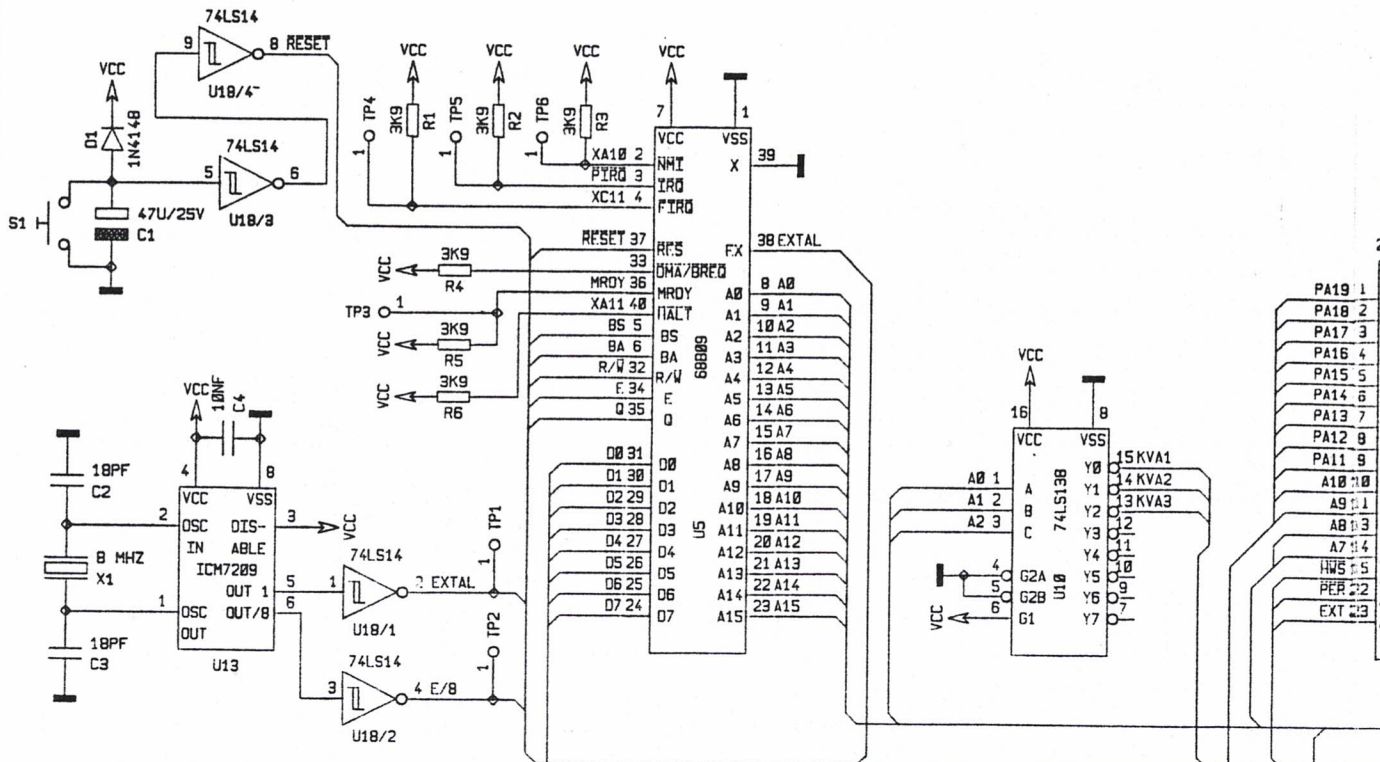 74LS14
9
8 RESET
U18/4
VCC
D1
1N4148
74LS14
5
6
U18/3
S1
47U/25V
C1
VCC
TP4
1
3K9
R1
VCC
TP5
1
3K9
R2
VCC
TP6
1
3K9
R3
VCC
7
1
VCC
VSS
XA10 2
NMI
X
39
PIRQ 3
IRQ
XC11 4
FIRQ
RESET 37
RES
EX
38 EXTAL
33
DMA/BREQ
VCC
3K9
R4
MRDY 36
MRDY
TP3
1
XA11 40
HALT
VCC
3K9
R5
BS 5
BS
BA 6
BA
R/W 32
R/W
VCC
3K9
R6
E 34
E
Q 35
Q
68B09
U5
A0
8 A0
A1
9 A1
A2
10 A2
A3
11 A3
A4
12 A4
A5
13 A5
A6
14 A6
A7
15 A7
A8
16 A8
A9
17 A9
A10
18 A10
A11
19 A11
A12
20 A12
A13
21 A13
A14
22 A14
A15
23 A15
D0 31
D0
D1 30
D1
D2 29
D2
D3 28
D3
D4 27
D4
D5 26
D5
D6 25
D6
D7 24
D7
VCC
10NF
C4
4
8
VCC
VSS
18PF
C2
2
OSC
IN
DIS-
ABLE
3
VCC
8 MHZ
X1
ICM7209
OUT 1
5
OUT/8
6
1
OSC
OUT
U13
18PF
C3
74LS14
1
2 EXTAL
U18/1
TP1
1
74LS14
3
4 E/8
U18/2
TP2
1
VCC
16
8
VCC
VSS
A0 1
A
A1 2
B
A2 3
C
74LS138
U10
4
G2A
5
G2B
VCC
6
G1
Y0
15 KVA1
Y1
14 KVA2
Y2
13 KVA3
Y3
12
Y4
11
Y5
10
Y6
9
Y7
7
PA19 1
PA18 2
PA17 3
PA16 4
PA15 5
PA14 6
PA13 7
PA12 8
PA11 9
A10 10
A9 11
A8 13
A7 14
HWS 15
PER 22
EXT 23